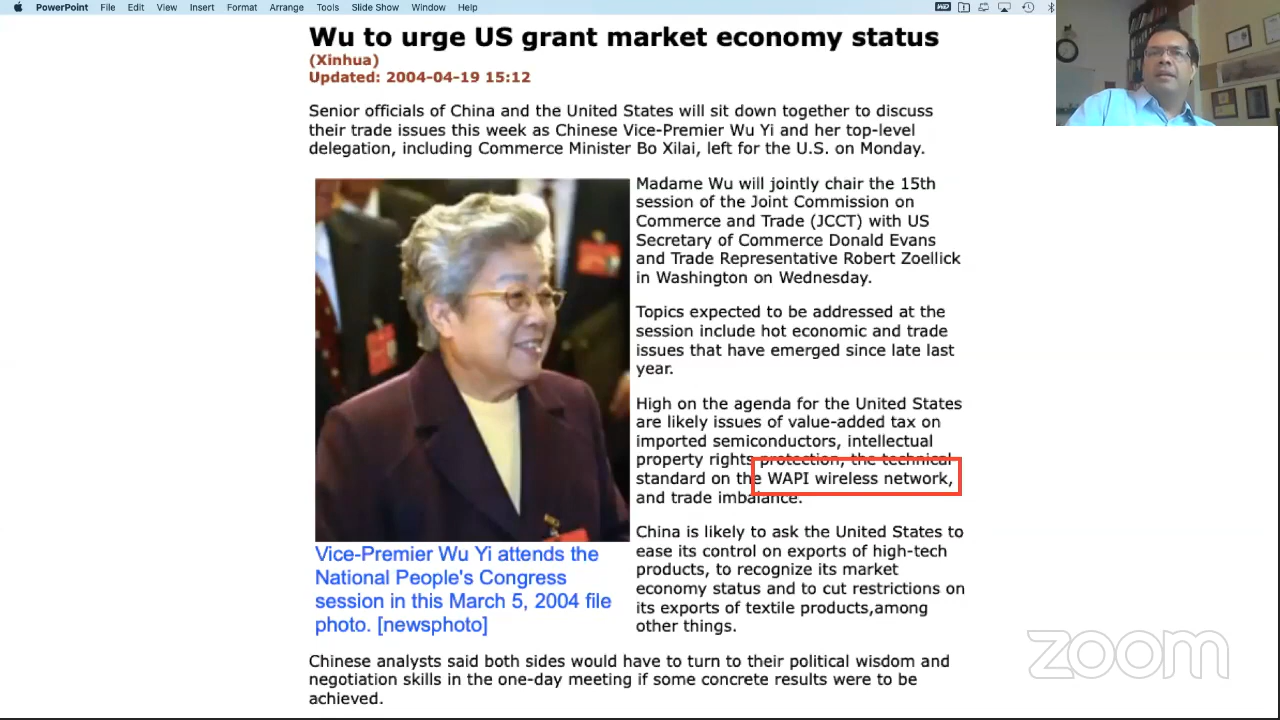 PowerPoint File Edit View Insert Format Arrange Tools Slide Show Window Help
Wu to urge US grant market economy status
(Xinhua)
Updated: 2004-04-19 15:12
Senior officials of China and the United States will sit down together to discuss
their trade issues this week as Chinese Vice-Premier Wu Yi and her top-level
delegation, including Commerce Minister Bo Xilai, left for the U.S. on Monday.
Madame Wu will jointly chair the 15th
session of the Joint Commission on
Commerce and Trade (JCCT) with US
Secretary of Commerce Donald Evans
and Trade Representative Robert Zoellick
in Washington on Wednesday.
Topics expected to be addressed at the
session include hot economic and trade
issues that have emerged since late last
year.
High on the agenda for the United States
are likely issues of value-added tax on
imported semiconductors, intellectual
property rights protection, the technical
standard on the WAPI wireless network,
and trade imbalance.
China is likely to ask the United States to
ease its control on exports of high-tech
products, to recognize its market
economy status and to cut restrictions on
its exports of textile products,among
other things.
Vice-Premier Wu Yi attends the
National People's Congress
session in this March 5, 2004 file
photo. [newsphoto]
Chinese analysts said both sides would have to turn to their political wisdom and
negotiation skills in the one-day meeting if some concrete results were to be
achieved.
zoom